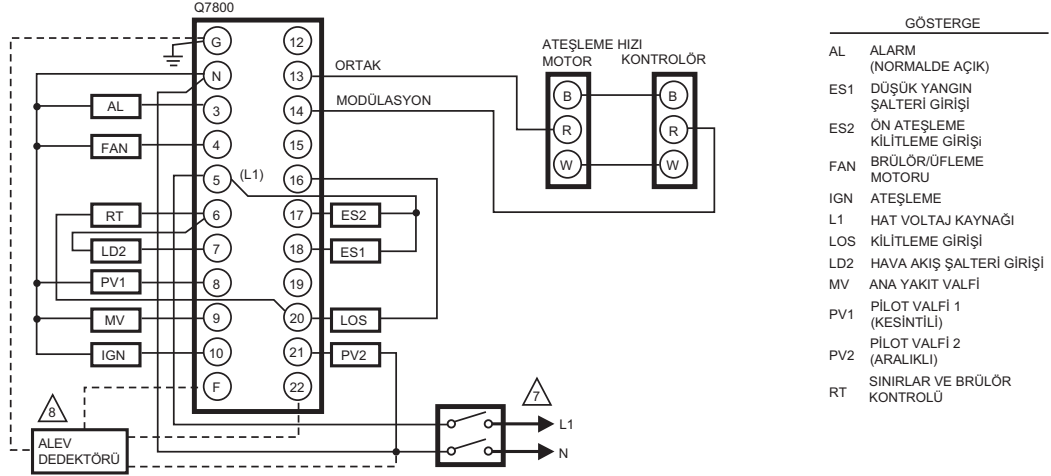 Q7800
G
N
3
4
5
6
7
8
9
10
F
12
13
14
15
16
17
18
19
20
21
22
(L1)
AL
FAN
RT
LD2
PV1
MV
IGN
ES2
ES1
LOS
PV2
ORTAK
MODÜLASYON
ATEŞLEME HIZI
MOTOR KONTROLÖR
B B
R R
W W
8
ALEV
DEDEKTÖRÜ
7
L1
N
GÖSTERGE
AL ALARM
(NORMALDE AÇIK)
ES1 DÜŞÜK YANGIN
ŞALTERİ GİRİŞİ
ES2 ÖN ATEŞLEME
KİLİTLEME GİRİŞi
FAN BRÜLÖR/ÜFLEME
MOTORU
IGN ATEŞLEME
L1 HAT VOLTAJ KAYNAĞI
LOS KİLİTLEME GİRİŞİ
LD2 HAVA AKIŞ ŞALTERİ GİRİŞİ
MV ANA YAKIT VALFİ
PV1 PİLOT VALFİ 1
(KESİNTİLİ)
PV2 PİLOT VALFİ 2
(ARALIKLI)
RT SINIRLAR VE BRÜLÖR
KONTROLÜ